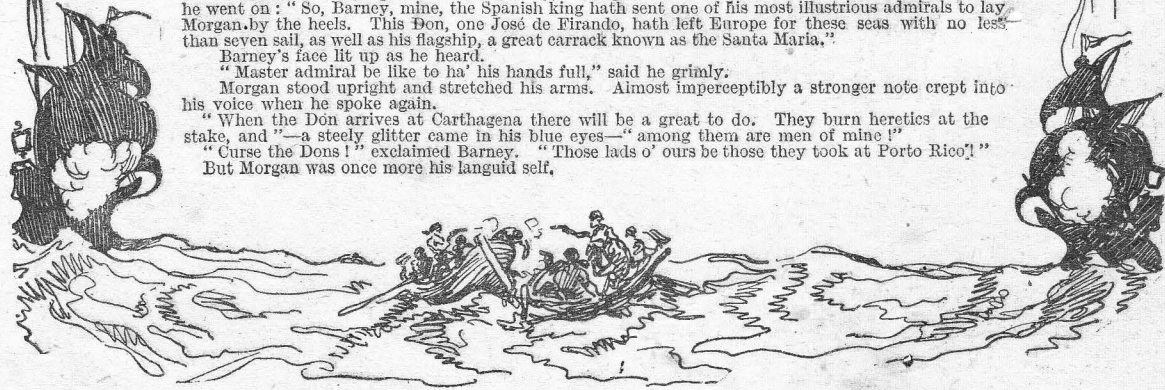 he went on : " So, Barney, mine, the Spanish king hath sent one of his most illustrious admirals to lay
Morgan by the heels. This Don, one José de Firando, hath left Europe for these seas with no less
than seven sail, as well as his flagship, a great carrack known as the Santa Maria."
Barney's face lit up as he heard.
" Master admiral be like to ha' his hands full," said he grimly.
Morgan stood upright and stretched his arms. Almost imperceptibly a stronger note crept into
his voice when he spoke again.
" When the Don arrives at Carthagena there will be a great to do. They burn heretics at the
stake, and "—a steely glitter came in his blue eyes—" among them are men of mine !"
" Curse the Dons ! " exclaimed Barney. " Those lads o' ours be those they took at Porto Rico ! "
But Morgan was once more his languid self.